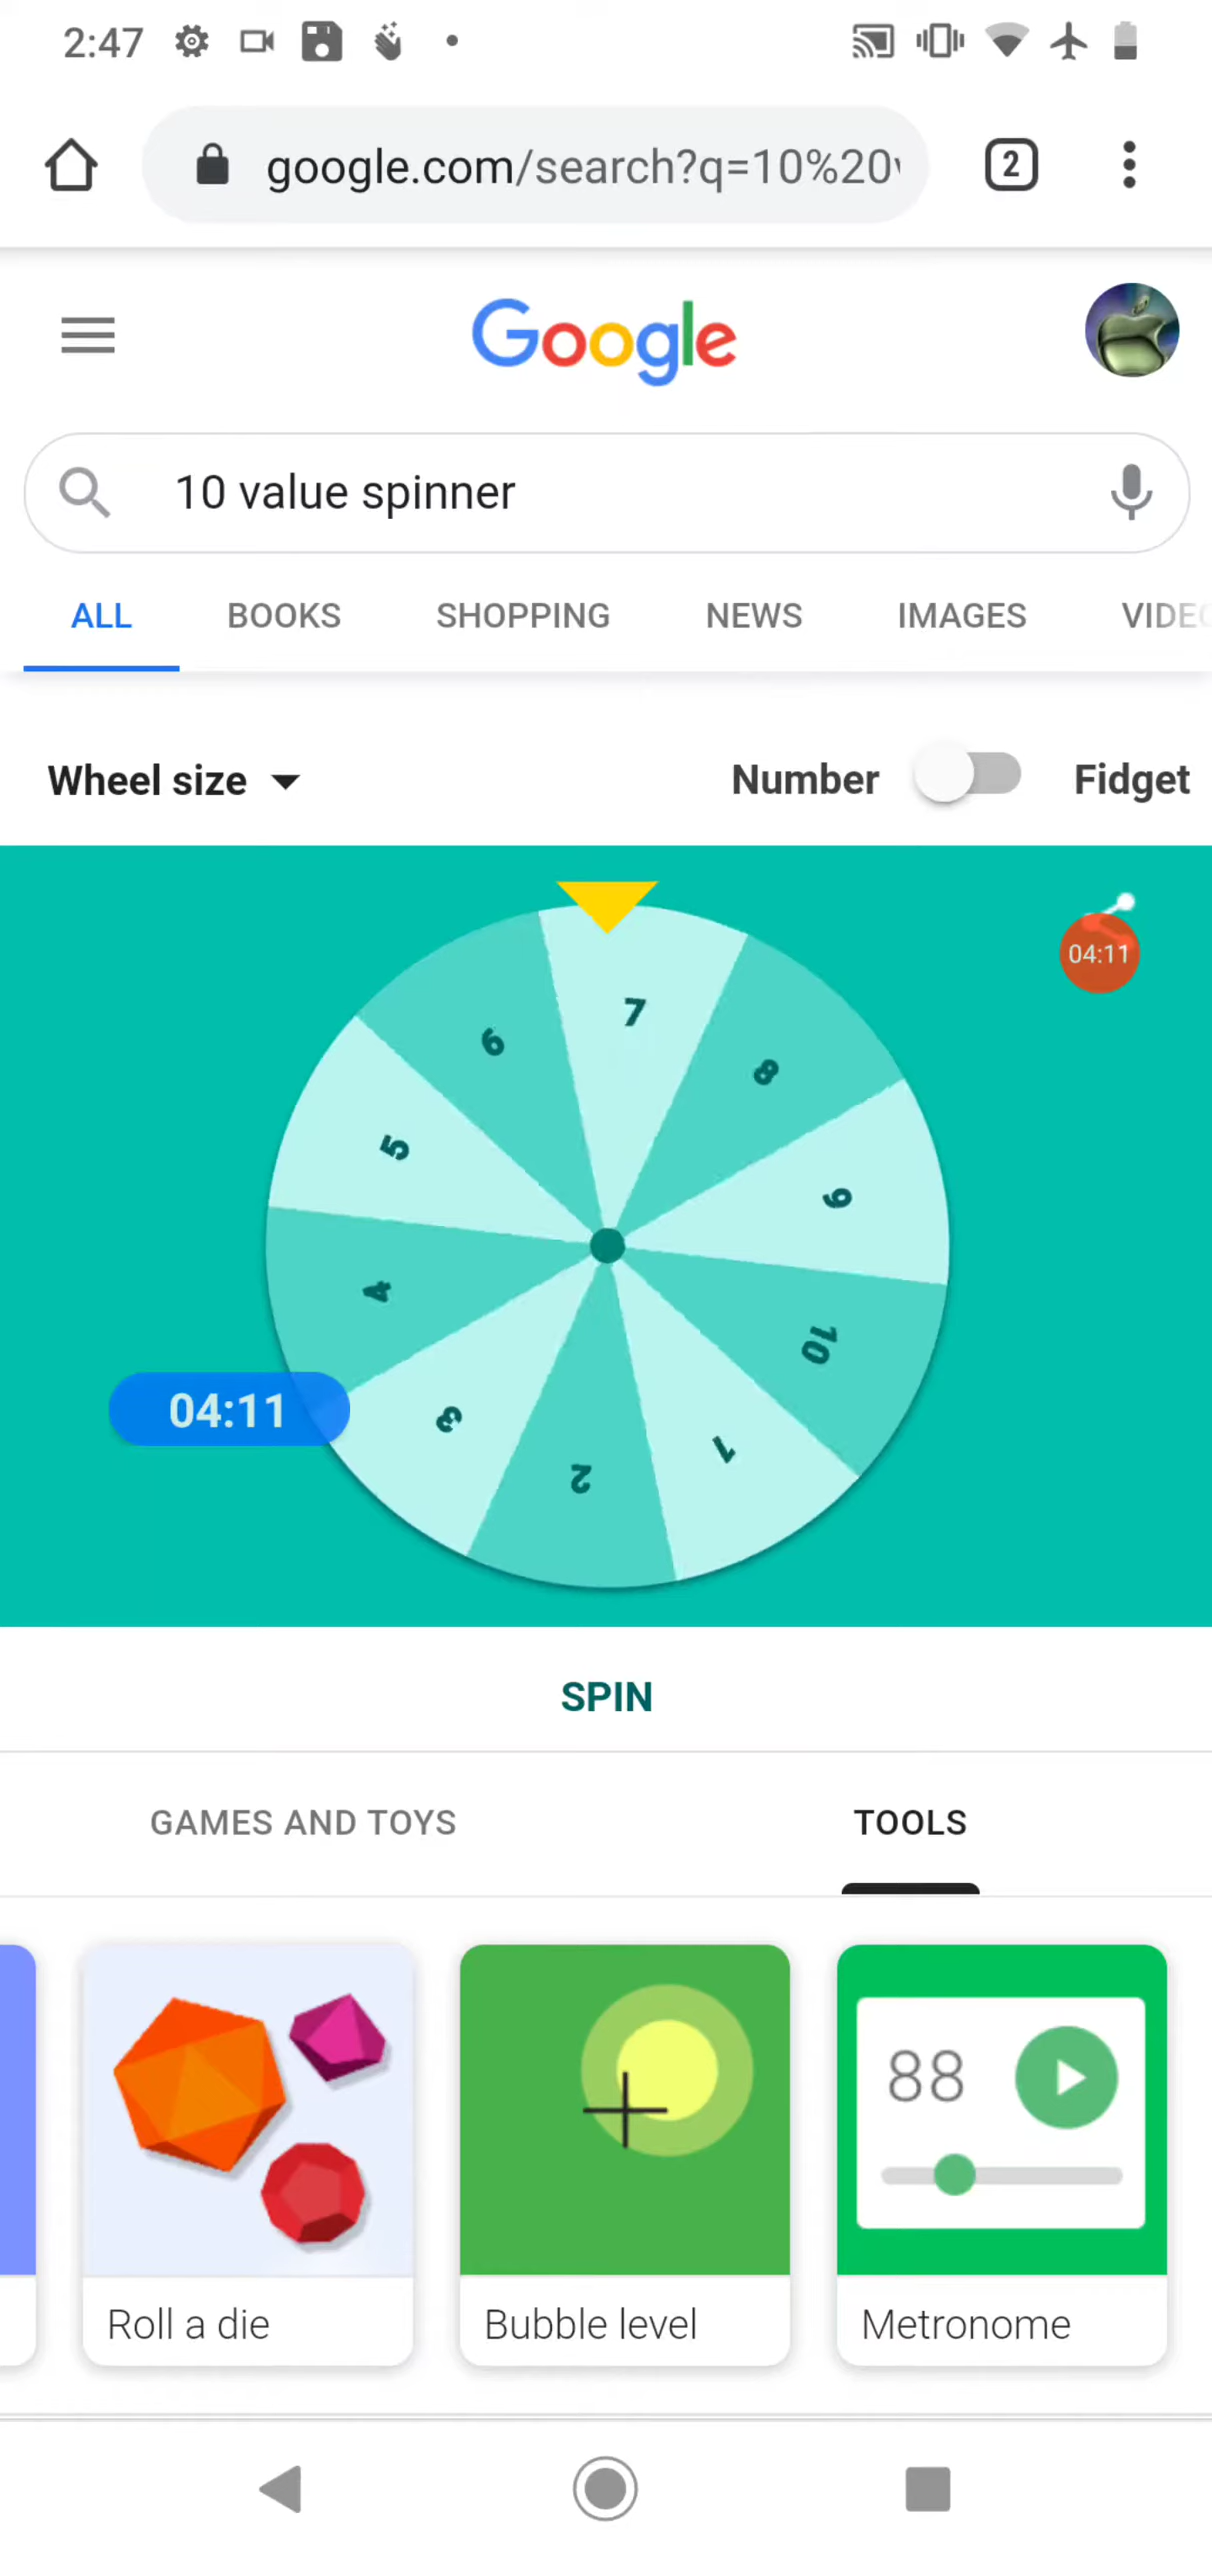 2:47
google.com/search?q=10%20
2
Google
10 value spinner
ALL BOOKS SHOPPING NEWS IMAGES VIDEO
Wheel size Number Fidget
04:11
7
6
8
5
9
4
10
04:11
3
1
2
SPIN
GAMES AND TOYS TOOLS
88
Roll a die Bubble level Metronome